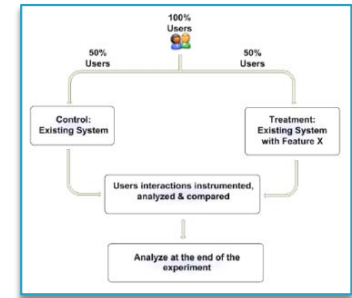 100%
Users
50%
Users
50%
Users
Control:
Existing System
Treatment:
Existing System
with Feature X
Users interactions instrumented,
analyzed & compared
Analyze at the end of the
experiment